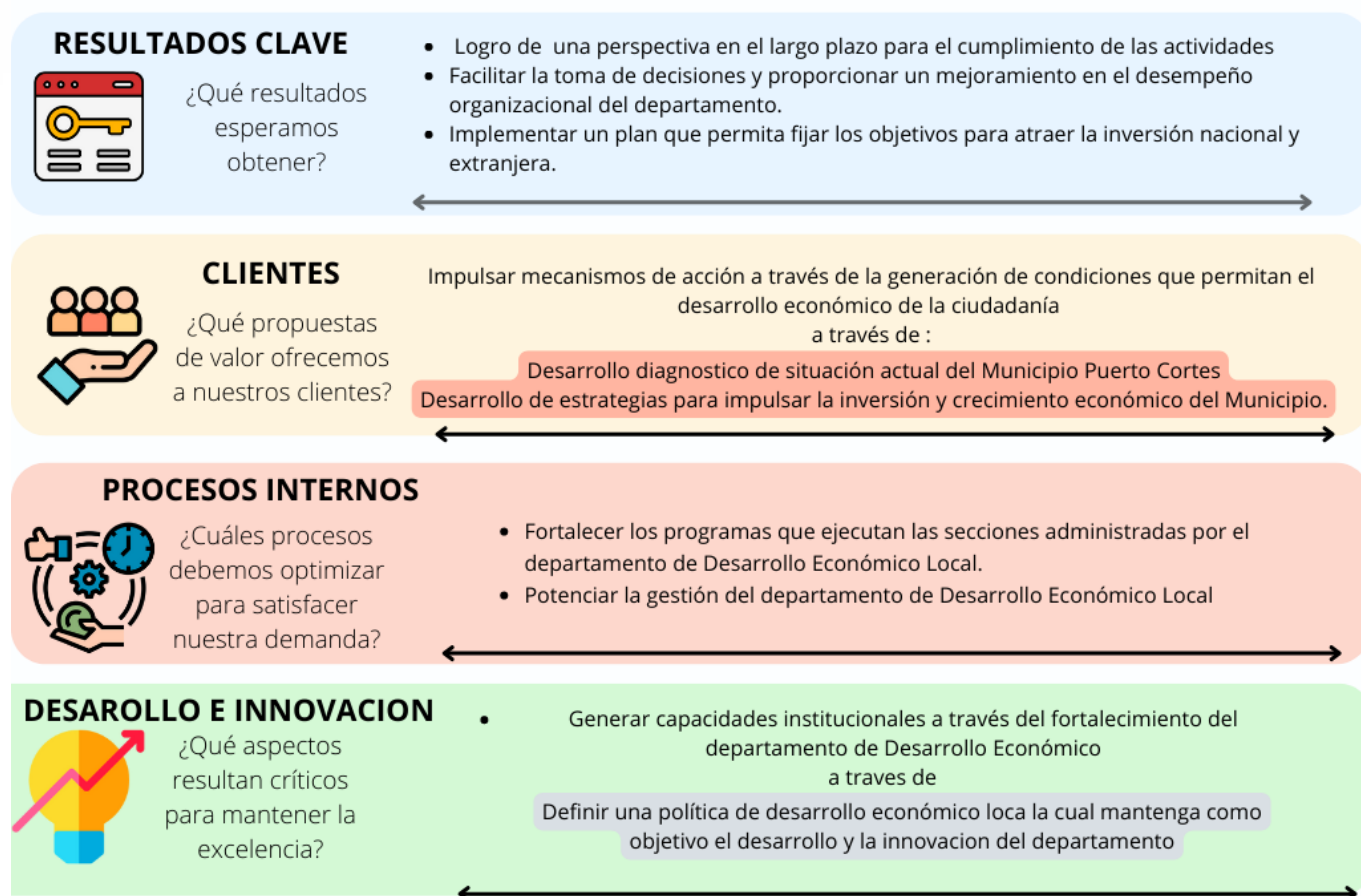 RESULTADOS CLAVE
¿Qué resultados
esperamos
obtener?
• Logro de una perspectiva en el largo plazo para el cumplimiento de las actividades
• Facilitar la toma de decisiones y proporcionar un mejoramiento en el desempeño
organizacional del departamento.
• Implementar un plan que permita fijar los objetivos para atraer la inversión nacional y
extranjera.
CLIENTES
¿Qué propuestas
de valor ofrecemos
a nuestros clientes?
Impulsar mecanismos de acción a través de la generación de condiciones que permitan el
desarrollo económico de la ciudadanía
a través de :
Desarrollo diagnostico de situación actual del Municipio Puerto Cortes
Desarrollo de estrategias para impulsar la inversión y crecimiento económico del Municipio.
PROCESOS INTERNOS
¿Cuáles procesos
debemos optimizar
para satisfacer
nuestra demanda?
• Fortalecer los programas que ejecutan las secciones administradas por el
departamento de Desarrollo Económico Local.
• Potenciar la gestión del departamento de Desarrollo Económico Local
DESAROLLO E INNOVACION
¿Qué aspectos
resultan críticos
para mantener la
excelencia?
• Generar capacidades institucionales a través del fortalecimiento del
departamento de Desarrollo Económico
a traves de
Definir una política de desarrollo económico loca la cual mantenga como
objetivo el desarrollo y la innovacion del departamento